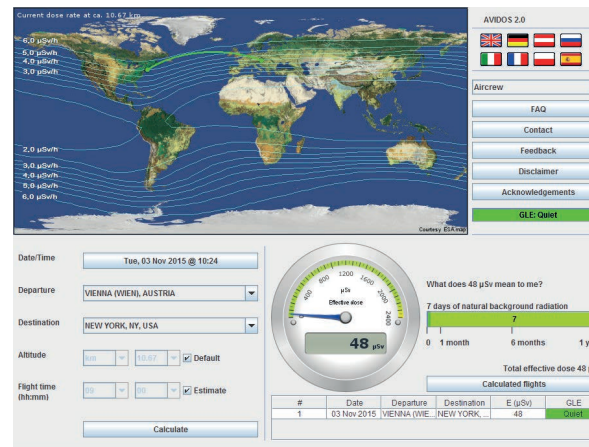 Current dose rate at ca. 10.67 km
6,0 µSv/h
5,0 µSv/h
4,0 µSv/h
3,0 µSv/h
2,0 µSv/h
3,0 µSv/h
4,0 µSv/h
5,0 µSv/h
6,0 µSv/h
Courtesy ESA map
AVIDOS 2.0
Aircrew
FAQ
Contact
Feedback
Disclaimer
Acknowledgements
GLE: Quiet
Date/Time
Tue, 03 Nov 2015 @ 10:24
Departure
VIENNA (WIEN), AUSTRIA
Destination
NEW YORK, NY, USA
Altitude
km
10.67
Default
Flight time
(hh:mm)
09
00
Estimate
Calculate
0
400
800
1200
1600
2000
2400
µSv
Effective dose
48 µSv
What does 48 µSv mean to me?
7 days of natural background radiation
7
0 1 month 6 months 1 y
Total effective dose 48
Calculated flights
# Date Departure Destination E (µSv) GLE
1 03 Nov 2015 VIENNA (WIE... NEW YORK, ... 48 Quiet